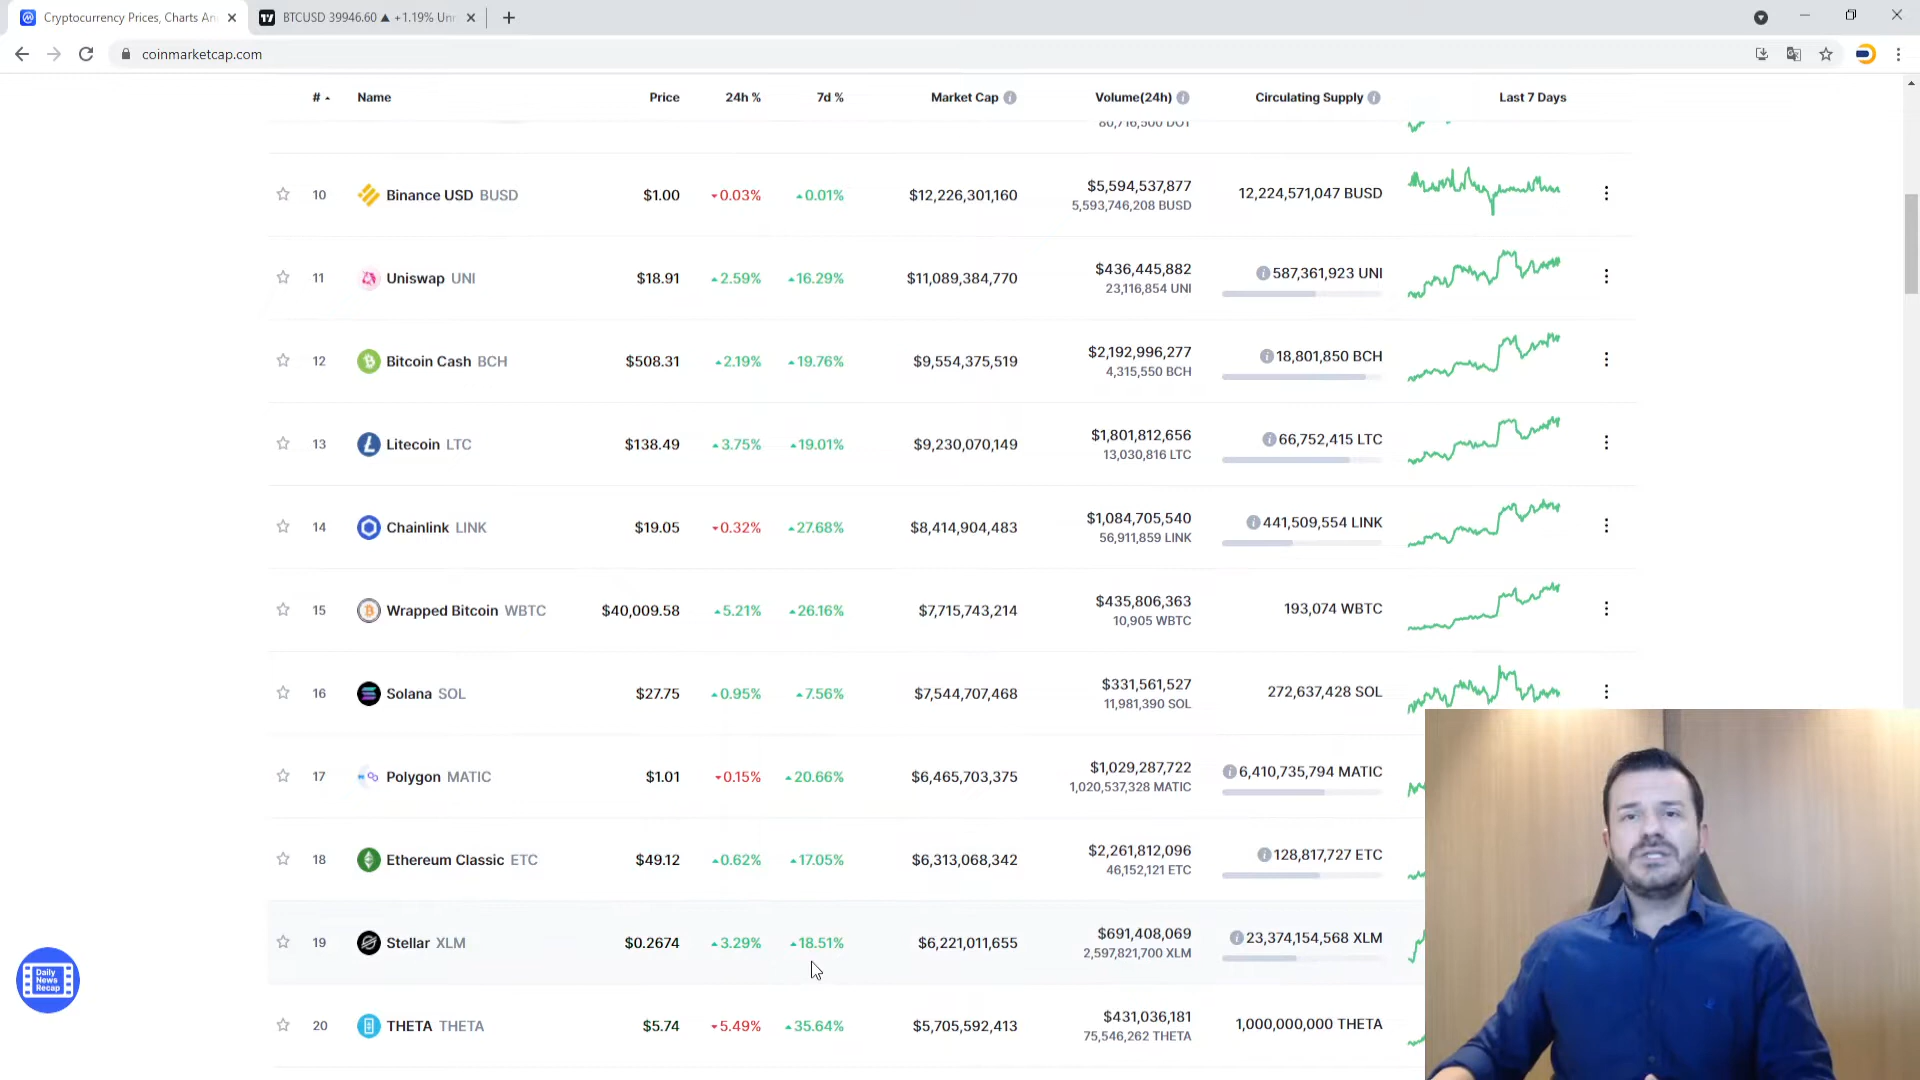 Cryptocurrency Prices, Charts An
BTCUSD 39946.60 ▲ +1.19% Unn
coinmarketcap.com
# Name Price 24h % 7d % Market Cap Volume(24h) Circulating Supply Last 7 Days
80,716,500 DOT
10 Binance USD BUSD $1.00 0.03% 0.01% $12,226,301,160 $5,594,537,877 12,224,571,047 BUSD
5,593,746,208 BUSD
11 Uniswap UNI $18.91 2.59% 16.29% $11,089,384,770 $436,445,882 587,361,923 UNI
23,116,854 UNI
12 Bitcoin Cash BCH $508.31 2.19% 19.76% $9,554,375,519 $2,192,996,277 18,801,850 BCH
4,315,550 BCH
13 Litecoin LTC $138.49 3.75% 19.01% $9,230,070,149 $1,801,812,656 66,752,415 LTC
13,030,816 LTC
14 Chainlink LINK $19.05 0.32% 27.68% $8,414,904,483 $1,084,705,540 441,509,554 LINK
56,911,859 LINK
15 Wrapped Bitcoin WBTC $40,009.58 5.21% 26.16% $7,715,743,214 $435,806,363 193,074 WBTC
10,905 WBTC
16 Solana SOL $27.75 0.95% 7.56% $7,544,707,468 $331,561,527 272,637,428 SOL
11,981,390 SOL
17 Polygon MATIC $1.01 0.15% 20.66% $6,465,703,375 $1,029,287,722 6,410,735,794 MATIC
1,020,537,328 MATIC
18 Ethereum Classic ETC $49.12 0.62% 17.05% $6,313,068,342 $2,261,812,096 128,817,727 ETC
46,152,121 ETC
19 Stellar XLM $0.2674 3.29% 18.51% $6,221,011,655 $691,408,069 23,374,154,568 XLM
2,597,821,700 XLM
Daily
News
Recap
20 THETA THETA $5.74 5.49% 35.64% $5,705,592,413 $431,036,181 1,000,000,000 THETA
75,546,262 THETA